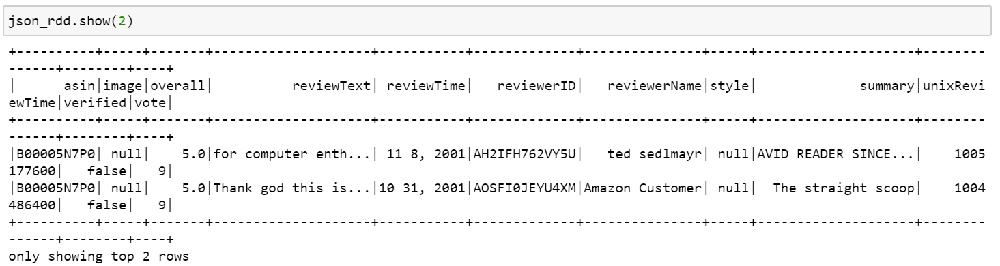 json_rdd.show(2)
+----------+-----+-------+--------------------+-----------+-------------+---------------+-----+--------------------+--------
------+--------+----+
|      asin|image|overall|          reviewText| reviewTime|   reviewerID|   reviewerName|style|             summary|unixRevi
ewTime|verified|vote|
+----------+-----+-------+--------------------+-----------+-------------+---------------+-----+--------------------+--------
------+--------+----+
|B00005N7P0| null|    5.0|for computer enth...| 11 8, 2001|AH2IFH762VY5U|   ted sedlmayr| null|AVID READER SINCE...|    1005
177600|   false|   9|
|B00005N7P0| null|    5.0|Thank god this is...|10 31, 2001|AOSFI0JEYU4XM|Amazon Customer| null|  The straight scoop|    1004
486400|   false|   9|
+----------+-----+-------+--------------------+-----------+-------------+---------------+-----+--------------------+--------
------+--------+----+
only showing top 2 rows